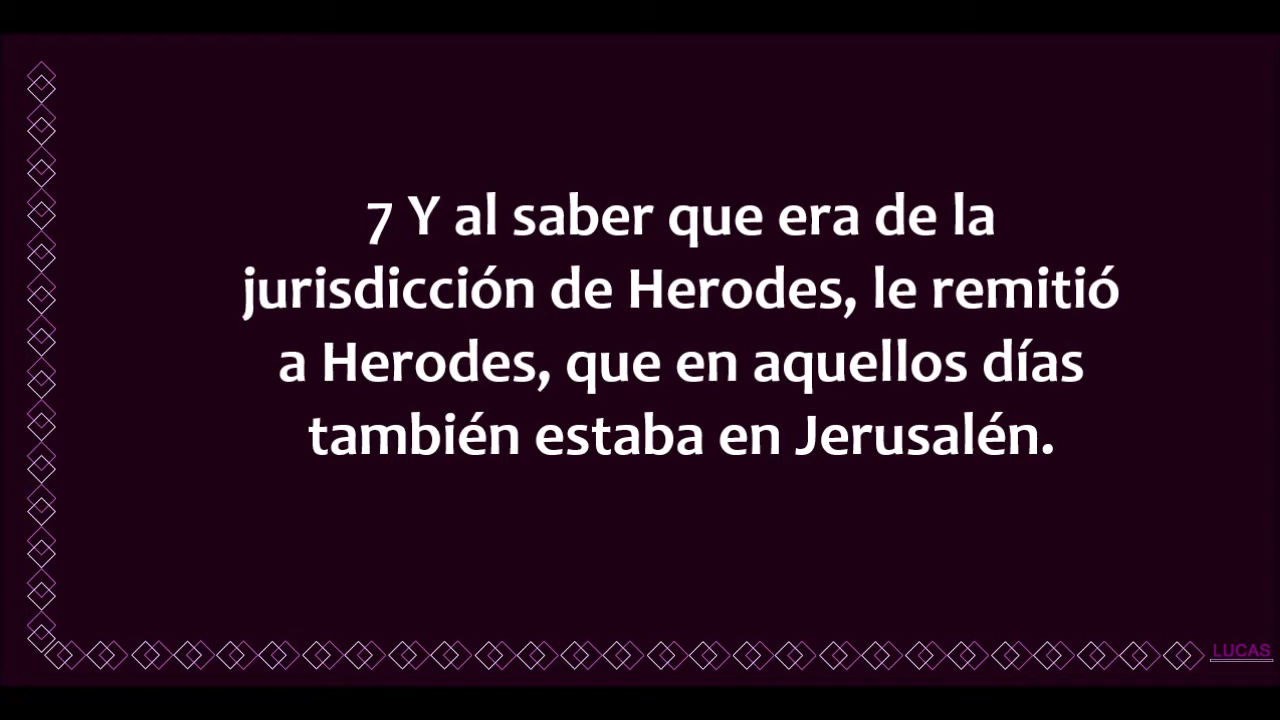 7 Y al saber que era de la
jurisdicción de Herodes, le remitió
a Herodes, que en aquellos días
también estaba en Jerusalén.
LUCAS